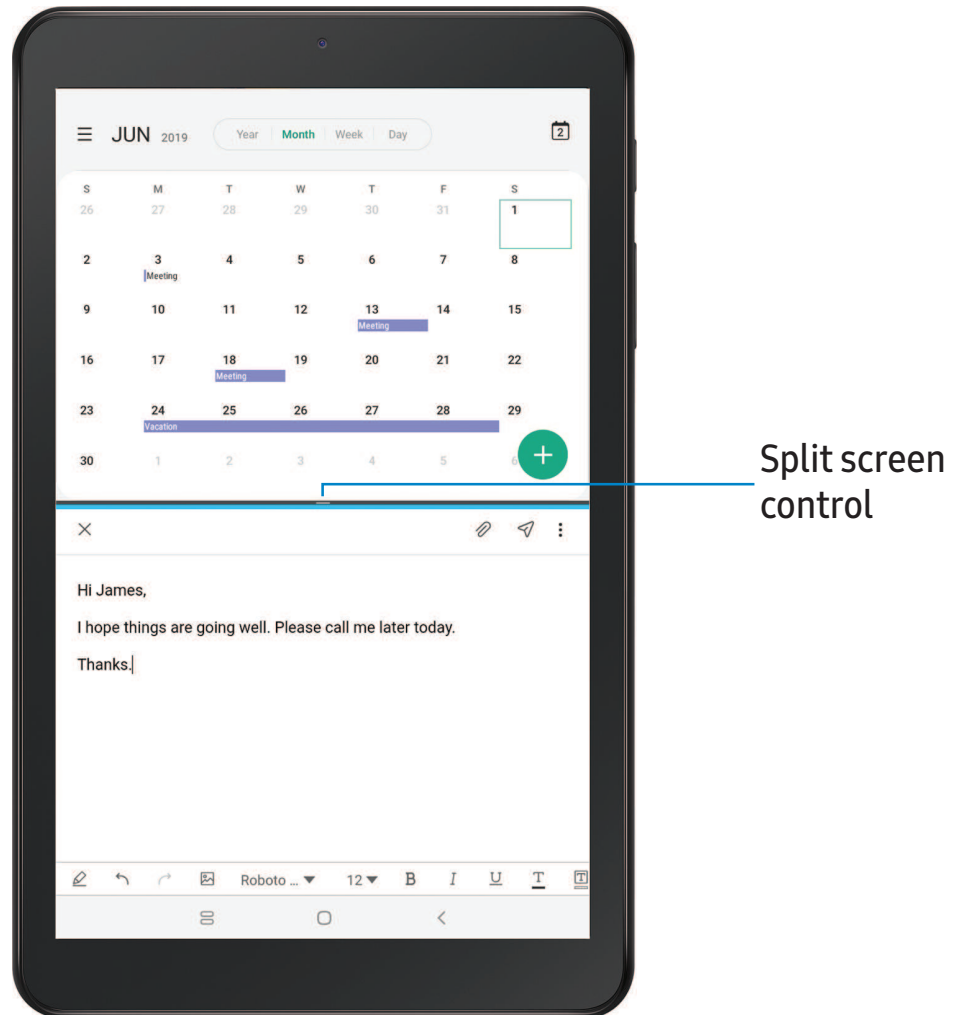 JUN 2019 Year Month Week Day 2
S M T W T F S
26 27 28 29 30 31 1
2 3 4 5 6 7 8
Meeting
9 10 11 12 13 14 15
Meeting
16 17 18 19 20 21 22
Meeting
23 24 25 26 27 28 29
Vacation
30 1 2 3 4 5 6
Split screen
control
Hi James,
I hope things are going well. Please call me later today.
Thanks.
Roboto ... 12 B I U T T